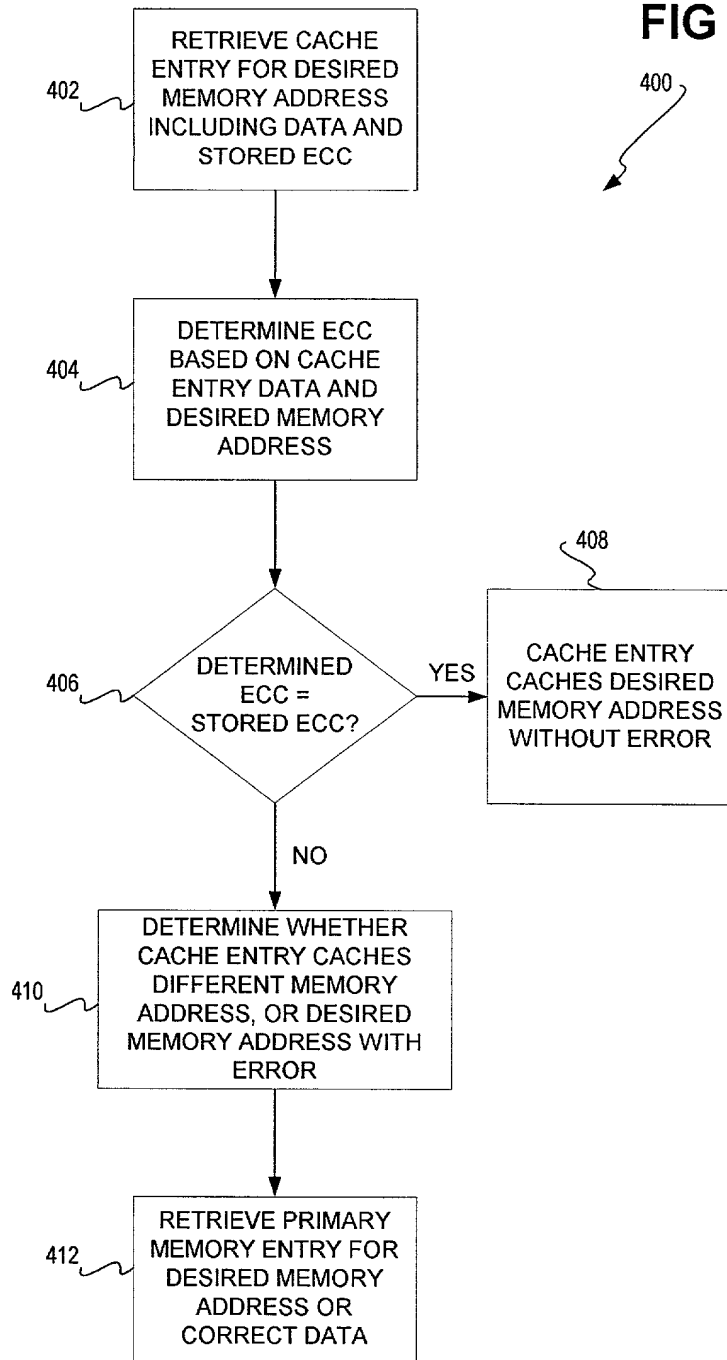 FIG
400
402
RETRIEVE CACHE
ENTRY FOR DESIRED
MEMORY ADDRESS
INCLUDING DATA AND
STORED ECC
404
DETERMINE ECC
BASED ON CACHE
ENTRY DATA AND
DESIRED MEMORY
ADDRESS
406
DETERMINED
ECC =
STORED ECC?
YES
408
CACHE ENTRY
CACHES DESIRED
MEMORY ADDRESS
WITHOUT ERROR
NO
410
DETERMINE WHETHER
CACHE ENTRY CACHES
DIFFERENT MEMORY
ADDRESS, OR DESIRED
MEMORY ADDRESS WITH
ERROR
412
RETRIEVE PRIMARY
MEMORY ENTRY FOR
DESIRED MEMORY
ADDRESS OR
CORRECT DATA